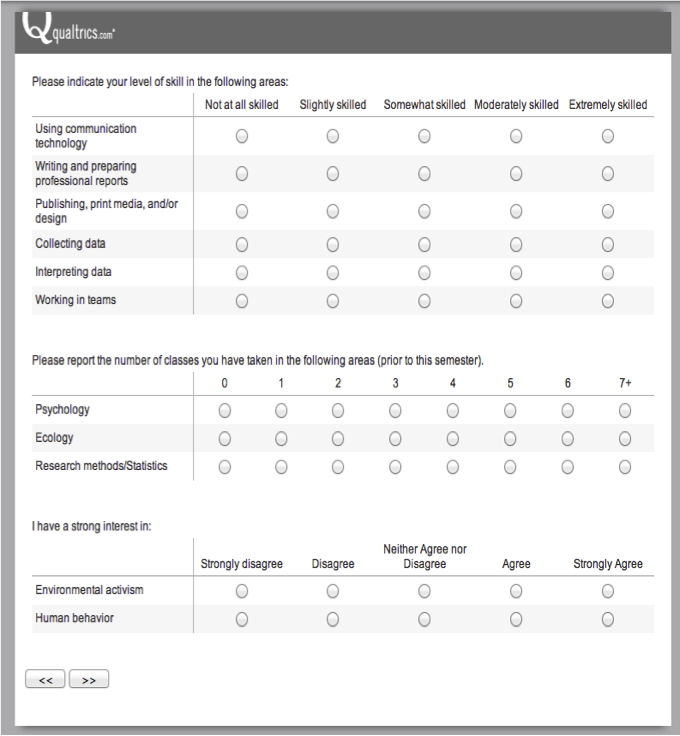 qualtrics.com
Please indicate your level of skill in the following areas:
Not at all skilled Slightly skilled Somewhat skilled Moderately skilled Extremely skilled
Using communication
technology
Writing and preparing
professional reports
Publishing, print media, and/or
design
Collecting data
Interpreting data
Working in teams
Please report the number of classes you have taken in the following areas (prior to this semester).
0 1 2 3 4 5 6 7+
Psychology
Ecology
Research methods/Statistics
I have a strong interest in:
Neither Agree nor
Strongly disagree Disagree Disagree Agree Strongly Agree
Environmental activism
Human behavior
<< >>